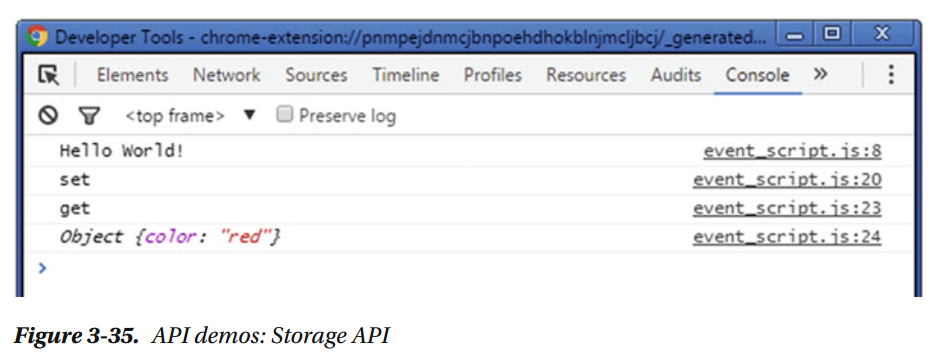 Developer Tools - chrome-extension://pnmpejdnmcjbnpoehdhokblnjmcljbcj/_generated...
Elements Network Sources Timeline Profiles Resources Audits Console »
<top frame> ▼ Preserve log
Hello World! event_script.js:8
set event_script.js:20
get event_script.js:23
Object {color: "red"} event_script.js:24
>
Figure 3-35. API demos: Storage API